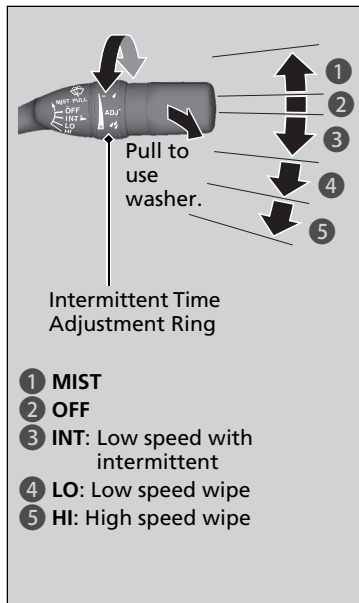 MIST PULL
OFF
INT
LO
HI
ADJ
Pull to
use
washer.
1
2
3
4
5
Intermittent Time
Adjustment Ring
1 MIST
2 OFF
3 INT: Low speed with
intermittent
4 LO: Low speed wipe
5 HI: High speed wipe